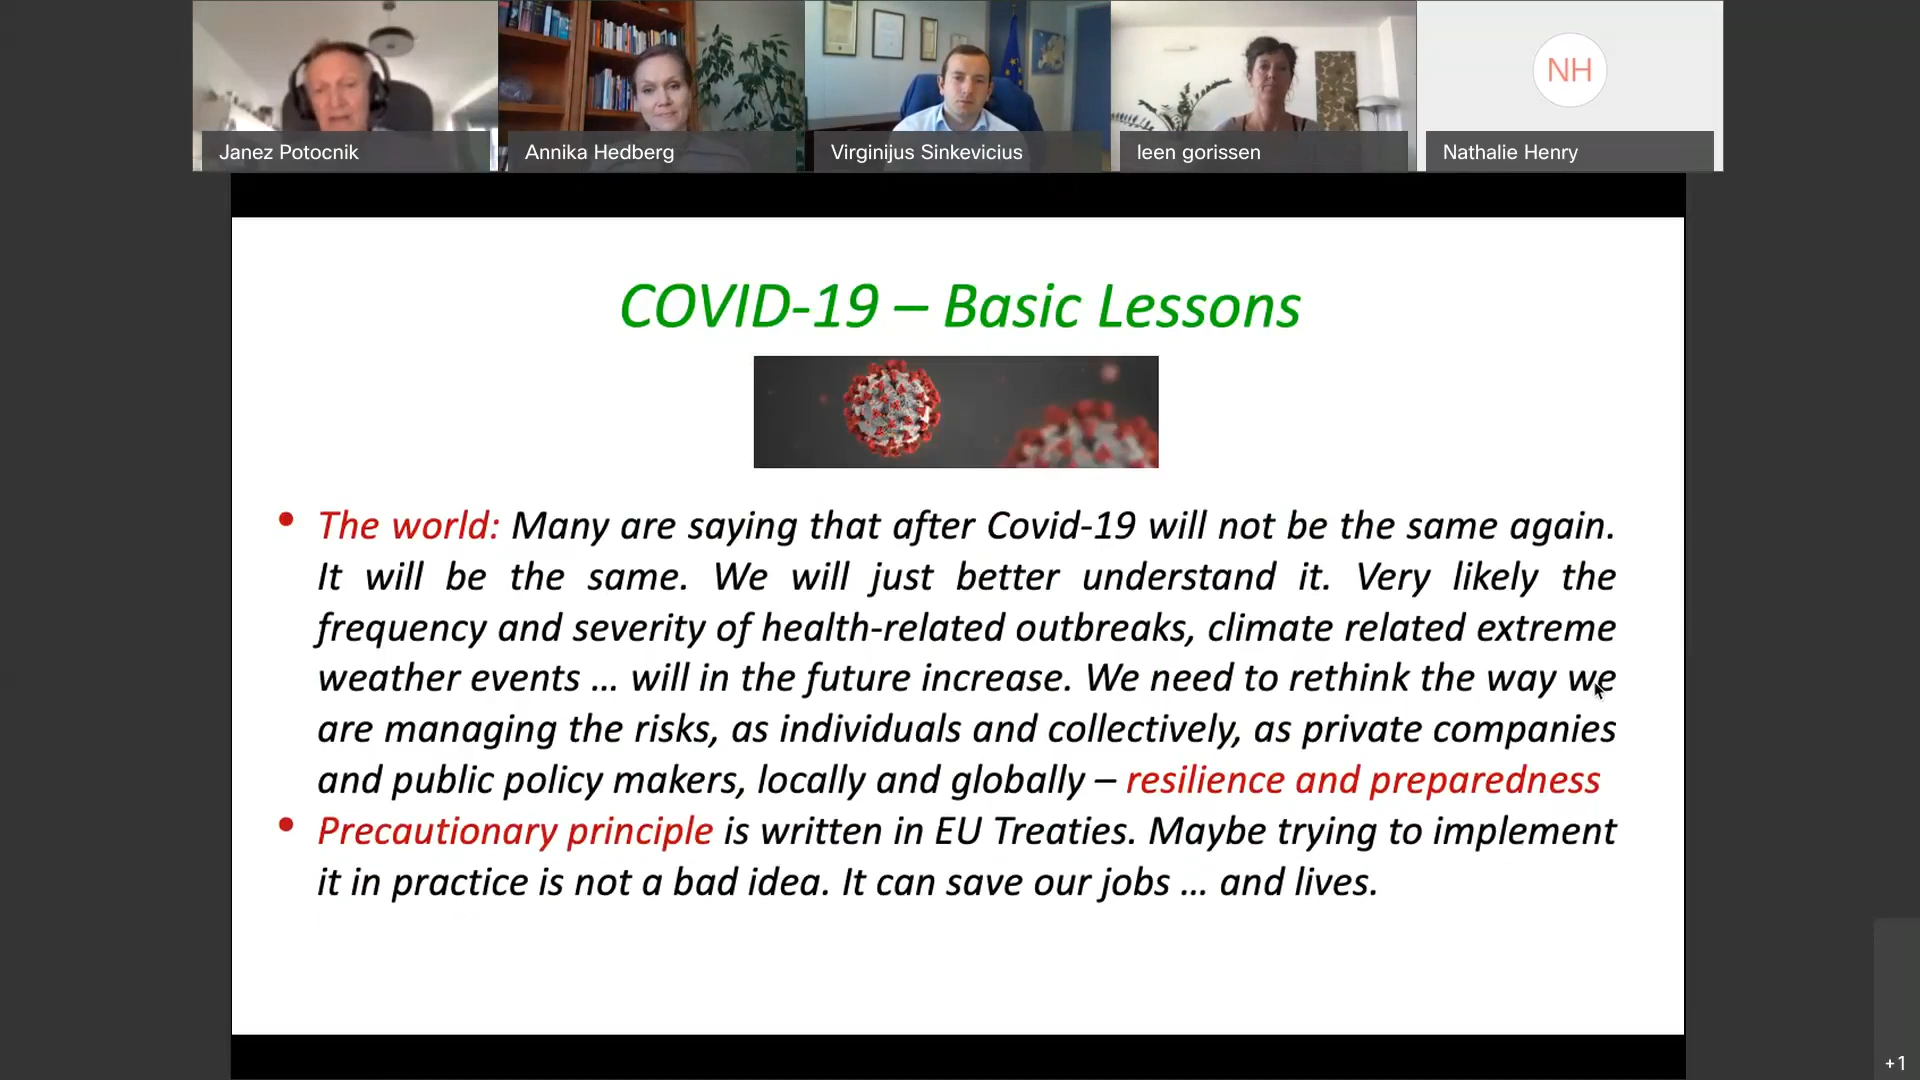 Janez Potocnik
Annika Hedberg
Virginijus Sinkevicius
leen gorissen
NH
Nathalie Henry
COVID-19 – Basic Lessons
• The world: Many are saying that after Covid-19 will not be the same again.
It will be the same. We will just better understand it. Very likely the
frequency and severity of health-related outbreaks, climate related extreme
weather events … will in the future increase. We need to rethink the way we
are managing the risks, as individuals and collectively, as private companies
and public policy makers, locally and globally – resilience and preparedness
• Precautionary principle is written in EU Treaties. Maybe trying to implement
it in practice is not a bad idea. It can save our jobs … and lives.
+1